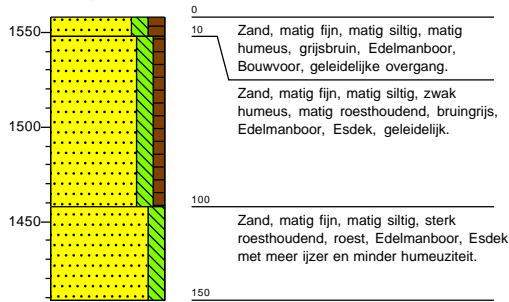 0
1550
10
Zand, matig fijn, matig siltig, matig
humeus, grijsbruin, Edelmanboor,
Bouwvoor, geleidelijke overgang.
Zand, matig fijn, matig siltig, zwak
humeus, matig roesthoudend, bruingrijs,
Edelmanboor, Esdek, geleidelijk.
1500
100
1450
Zand, matig fijn, matig siltig, sterk
roesthoudend, roest, Edelmanboor, Esdek
met meer ijzer en minder humeuziteit.
150